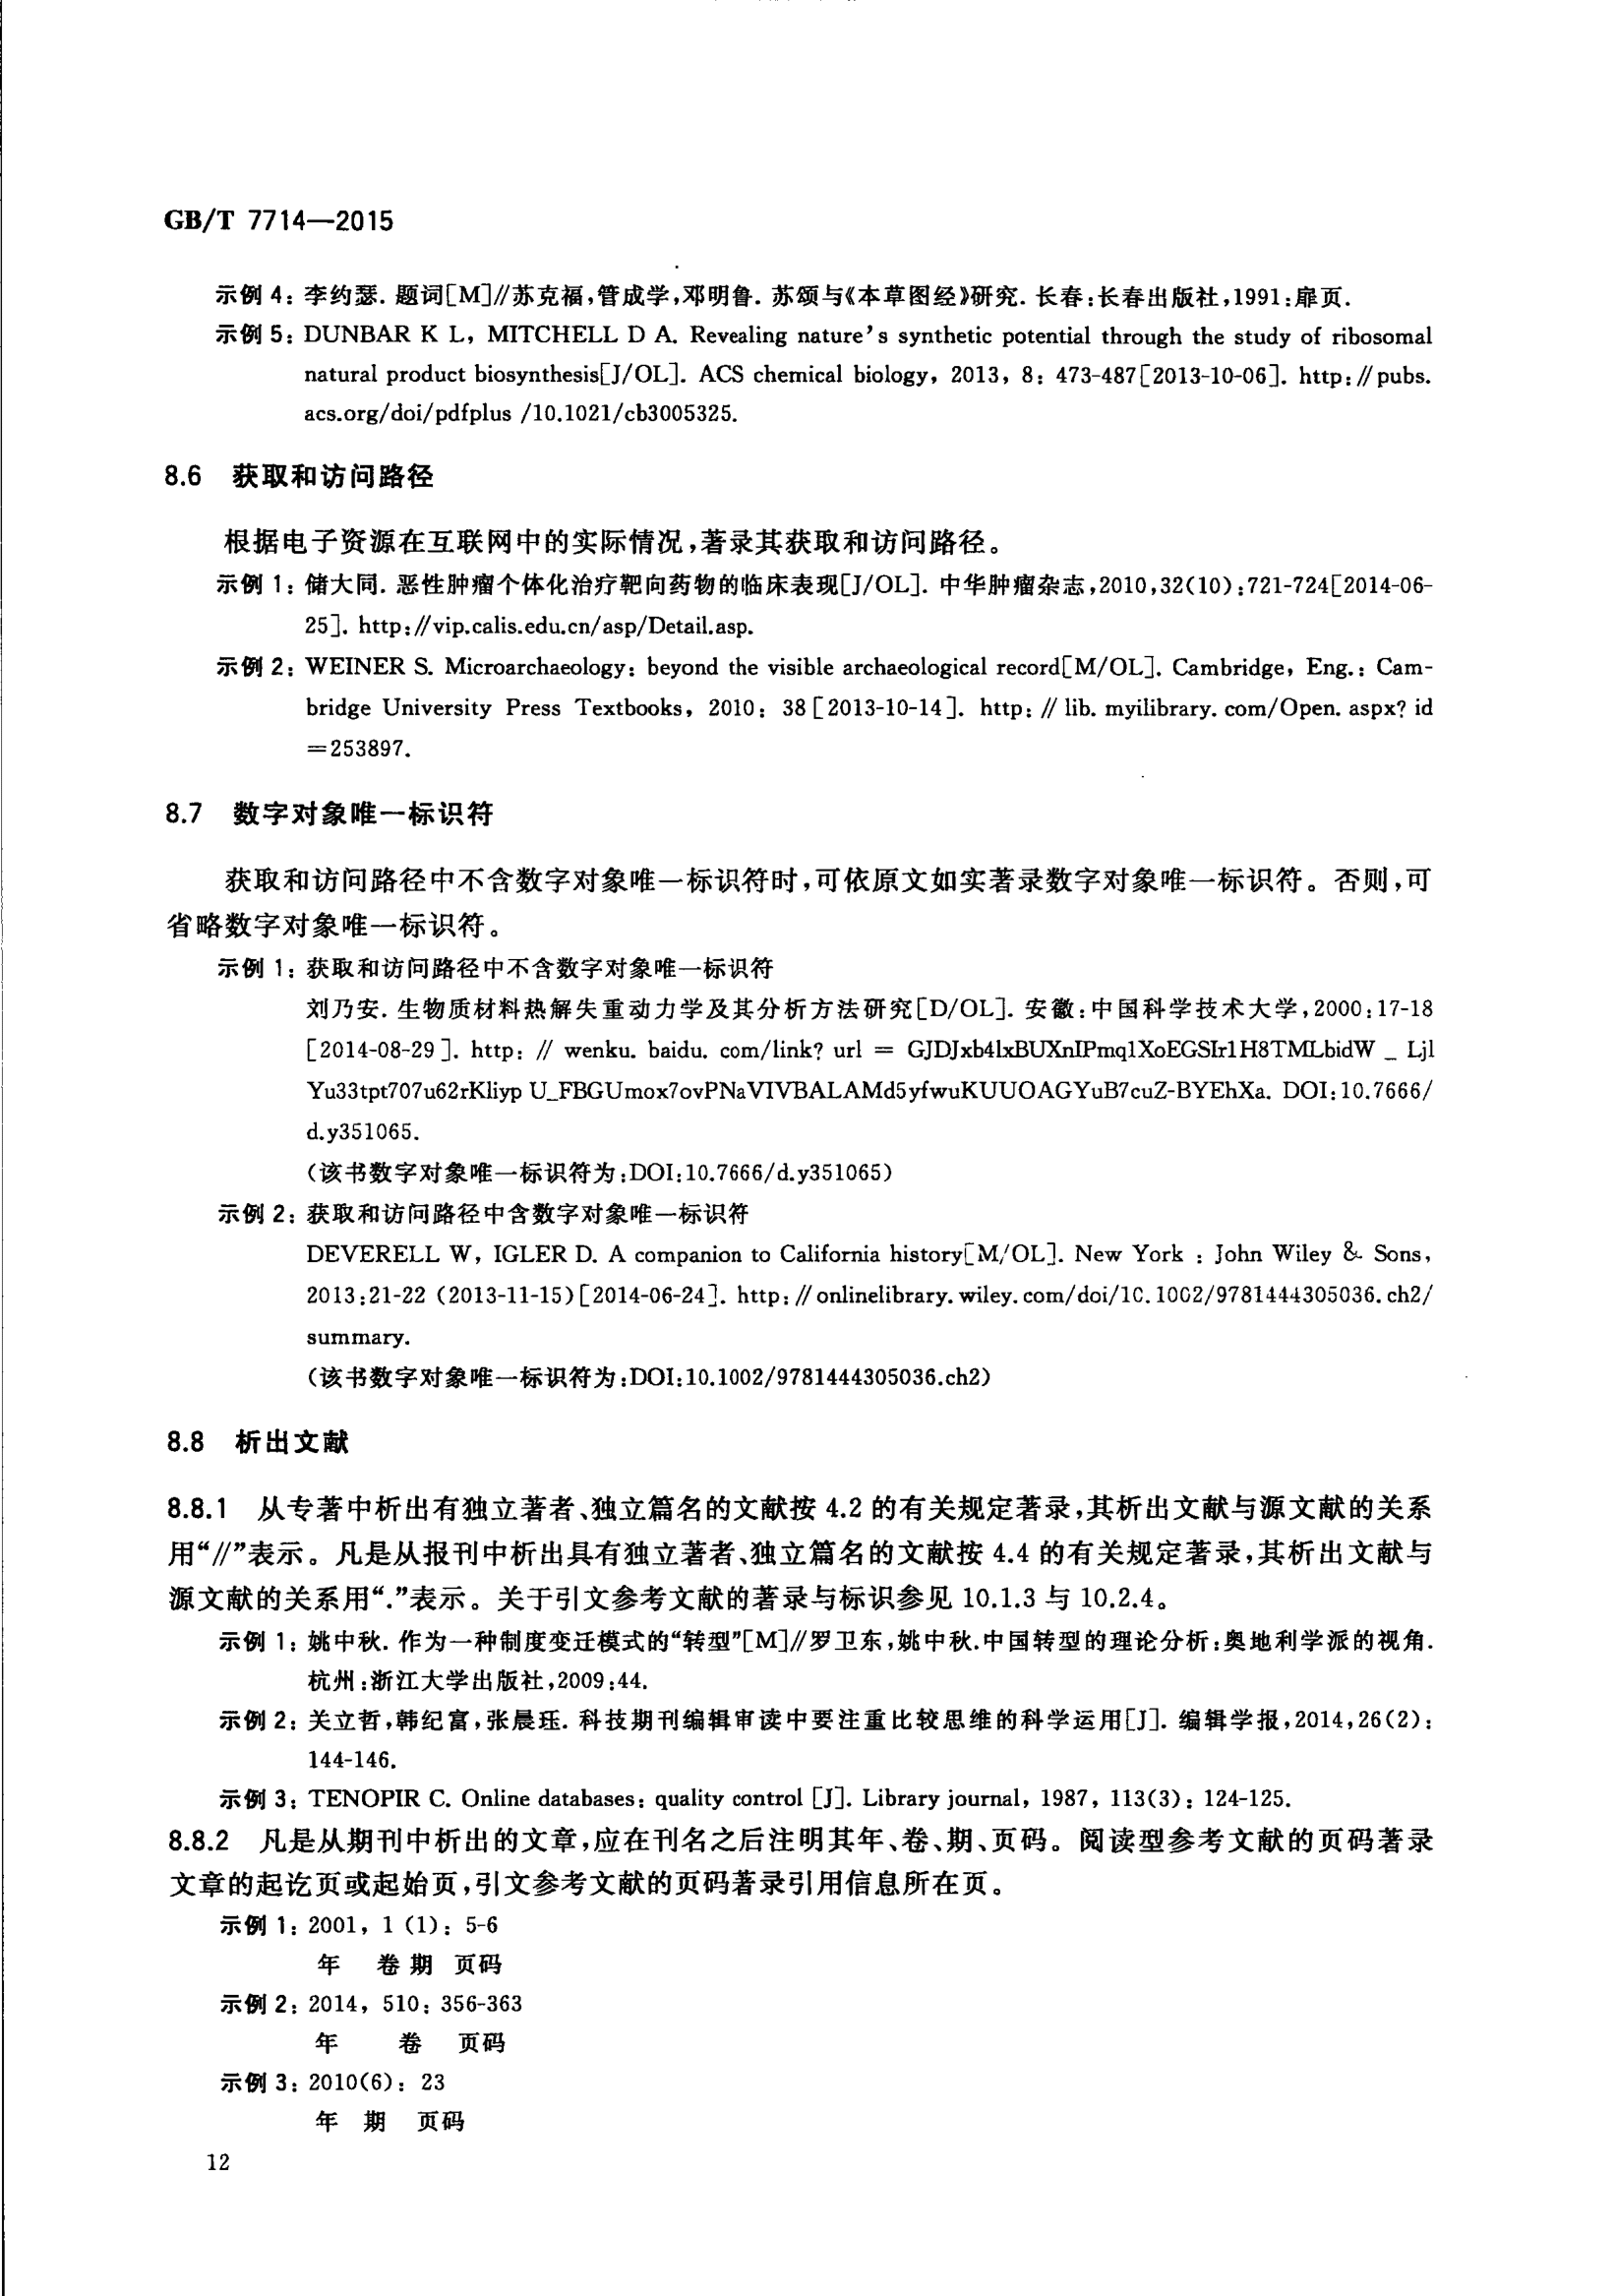 GB/T 7714—2015
示例 4: 李约瑟. 题词[M]//苏克福,管成学,邓明鲁. 苏颂与《本草图经》研究. 长春:长春出版社,1991:扉页.
示例 5: DUNBAR K L, MITCHELL D A. Revealing nature's synthetic potential through the study of ribosomal
natural product biosynthesis[J/OL]. ACS chemical biology, 2013, 8: 473-487[2013-10-06]. http://pubs.
acs.org/doi/pdfplus /10.1021/cb3005325.
8.6 获取和访问路径
根据电子资源在互联网中的实际情况,著录其获取和访问路径。
示例 1: 储大同. 恶性肿瘤个体化治疗靶向药物的临床表现[J/OL]. 中华肿瘤杂志,2010,32(10):721-724[2014-06-
25]. http://vip.calis.edu.cn/asp/Detail.asp.
示例 2: WEINER S. Microarchaeology: beyond the visible archaeological record[M/OL]. Cambridge, Eng.: Cam-
bridge University Press Textbooks, 2010: 38[2013-10-14]. http: // lib. myilibrary. com/Open. aspx? id
=253897.
8.7 数字对象唯一标识符
获取和访问路径中不含数字对象唯一标识符时,可依原文如实著录数字对象唯一标识符。否则,可
省略数字对象唯一标识符。
示例 1: 获取和访问路径中不含数字对象唯一标识符
刘乃安. 生物质材料热解失重动力学及其分析方法研究[D/OL]. 安徽:中国科学技术大学,2000:17-18
[2014-08-29]. http: // wenku. baidu. com/link? url = GJDJxb4lxBUXnIPmq1XoEGSIr1H8TMLbidW _ Ljl
Yu33tpt707u62rKliyp U_FBGUmox7ovPNaVIVBALAMd5yfwuKUUOAGYuB7cuZ-BYEhXa. DOI:10.7666/
d.y351065.
(该书数字对象唯一标识符为:DOI:10.7666/d.y351065)
示例 2: 获取和访问路径中含数字对象唯一标识符
DEVERELL W, IGLER D. A companion to California history[M/OL]. New York : John Wiley & Sons,
2013:21-22 (2013-11-15)[2014-06-24]. http: // onlinelibrary. wiley. com/doi/10. 1002/9781444305036. ch2/
summary.
(该书数字对象唯一标识符为:DOI:10.1002/9781444305036.ch2)
8.8 析出文献
8.8.1 从专著中析出有独立著者、独立篇名的文献按 4.2 的有关规定著录,其析出文献与源文献的关系
用“//”表示。凡是从报刊中析出具有独立著者、独立篇名的文献按 4.4 的有关规定著录,其析出文献与
源文献的关系用“.”表示。关于引文参考文献的著录与标识参见 10.1.3 与 10.2.4。
示例 1: 姚中秋. 作为一种制度变迁模式的“转型”[M]//罗卫东,姚中秋.中国转型的理论分析:奥地利学派的视角.
杭州:浙江大学出版社,2009:44.
示例 2: 关立哲,韩纪富,张晨珏. 科技期刊编辑审读中要注重比较思维的科学运用[J]. 编辑学报,2014,26(2):
144-146.
示例 3: TENOPIR C. Online databases: quality control [J]. Library journal, 1987, 113(3): 124-125.
8.8.2 凡是从期刊中析出的文章,应在刊名之后注明其年、卷、期、页码。阅读型参考文献的页码著录
文章的起讫页或起始页,引文参考文献的页码著录引用信息所在页。
示例 1: 2001, 1 (1): 5-6
年 卷 期 页码
示例 2: 2014, 510: 356-363
年 卷 页码
示例 3: 2010(6): 23
年 期 页码
12